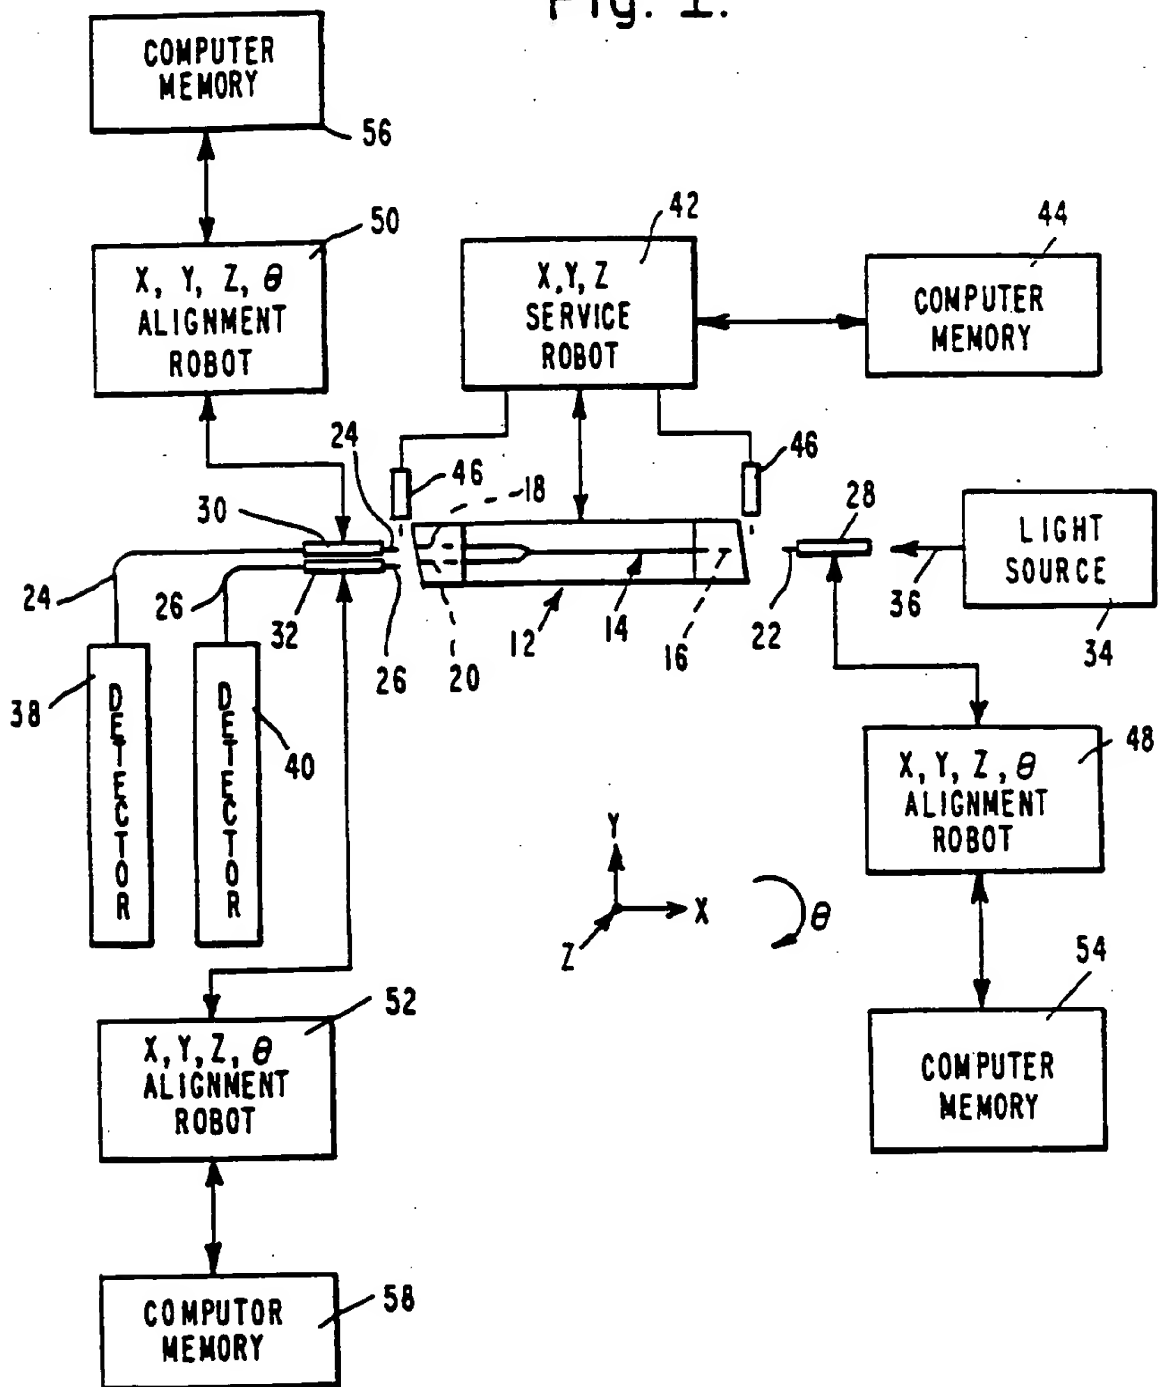 Fig. 1.
COMPUTER
MEMORY
56
50
X, Y, Z, θ
ALIGNMENT
ROBOT
42
X,Y,Z
SERVICE
ROBOT
44
COMPUTER
MEMORY
24
46
18
46
28
30
LIGHT
SOURCE
24
26
32
26
20
12
14
16
22
36
34
38
DETECTOR
DETECTOR
40
48
X, Y, Z, θ
ALIGNMENT
ROBOT
Y
X
Z
θ
54
COMPUTER
MEMORY
52
X, Y, Z, θ
ALIGNMENT
ROBOT
COMPUTOR
MEMORY
58